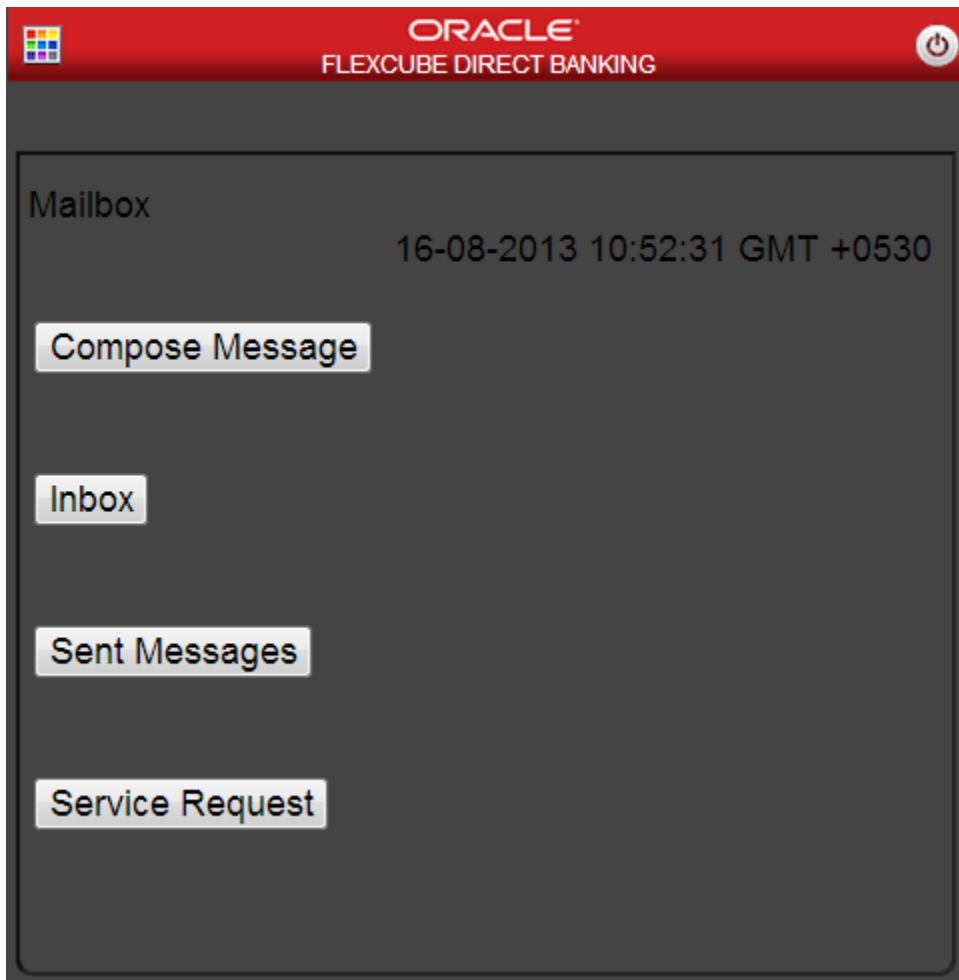 ORACLE
FLEXCUBE DIRECT BANKING
Mailbox
16-08-2013 10:52:31 GMT +0530
Compose Message
Inbox
Sent Messages
Service Request